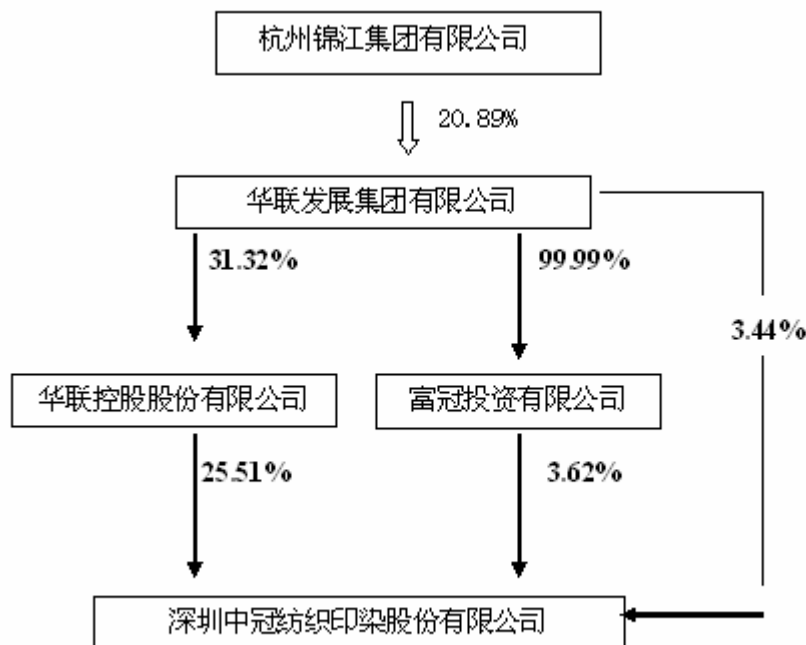 杭州锦江集团有限公司
20.89%
华联发展集团有限公司
31.32%
99.99%
3.44%
华联控股股份有限公司
富冠投资有限公司
25.51%
3.62%
深圳中冠纺织印染股份有限公司